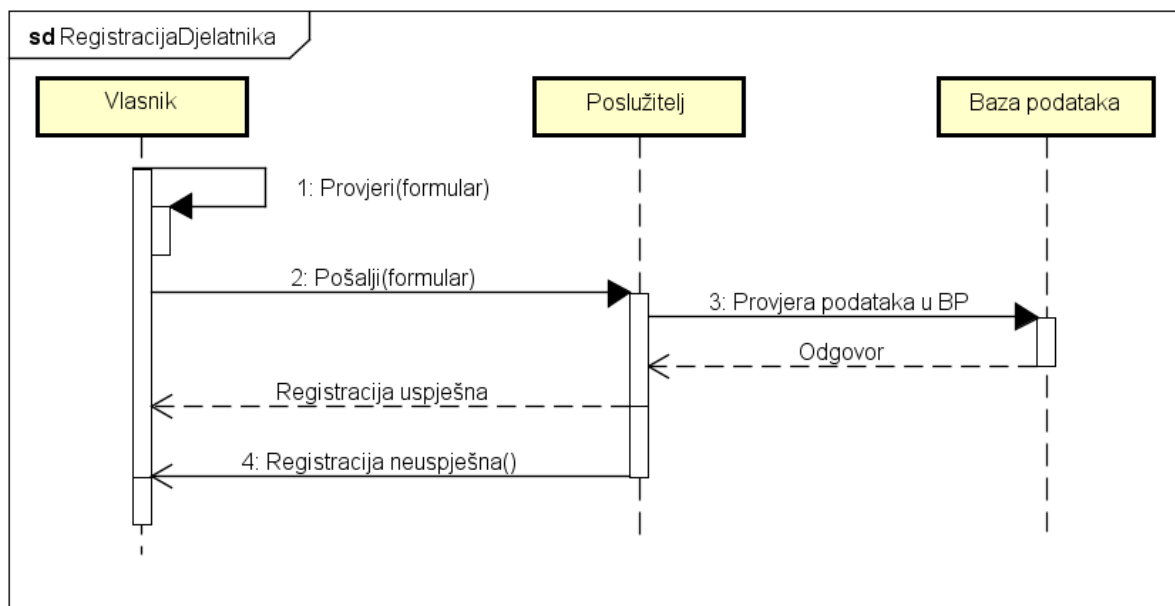 sd RegistracijaDjelatnika
Vlasnik
Poslužitelj
Baza podataka
1: Provjeri(formular)
2: Pošalji(formular)
3: Provjera podataka u BP
Odgovor
Registracija uspješna
4: Registracija neuspješna()